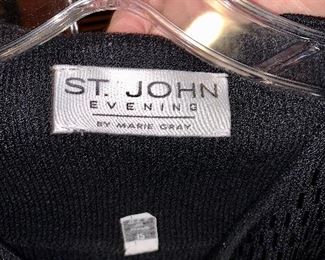 ST. JOHN
EVENING
BY MARIE GRAY